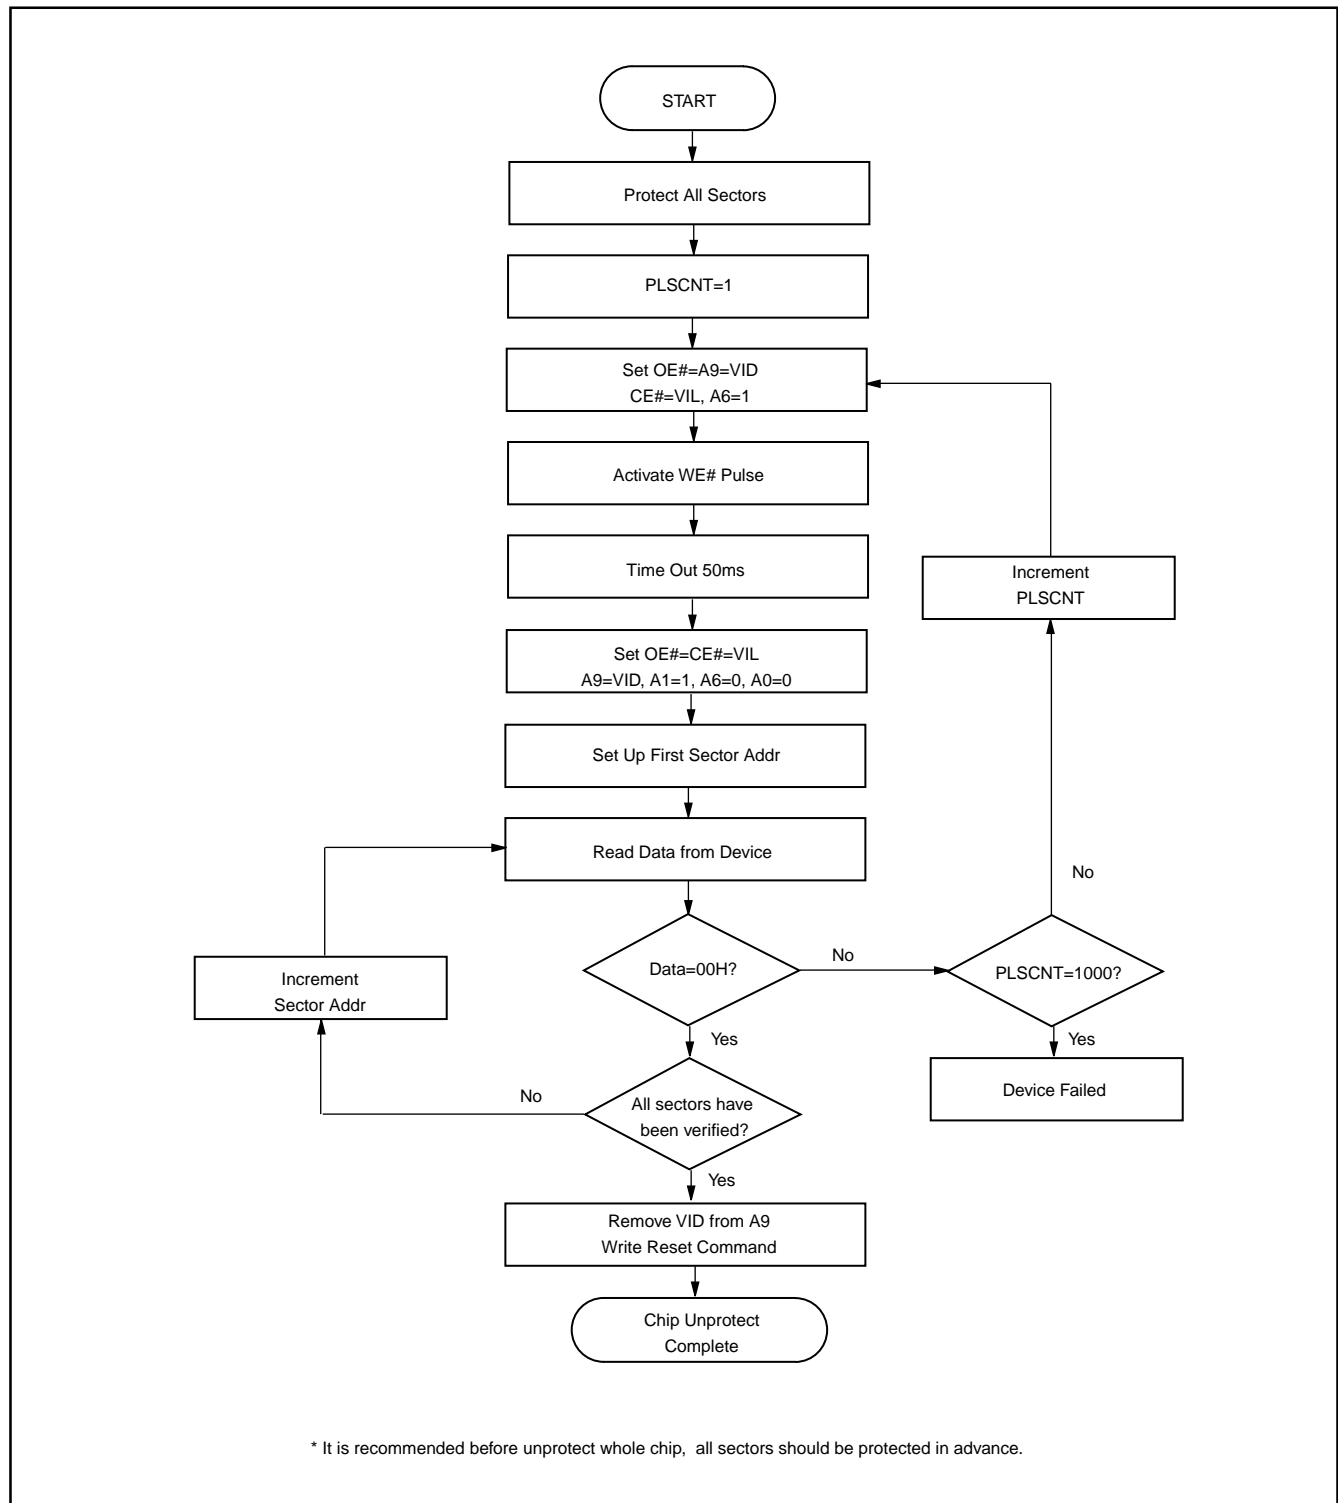 START
Protect All Sectors
PLSCNT=1
Set OE#=A9=VID
CE#=VIL, A6=1
Activate WE# Pulse
Time Out 50ms
Increment
PLSCNT
Set OE#=CE#=VIL
A9=VID, A1=1, A6=0, A0=0
Set Up First Sector Addr
Read Data from Device
No
Data=00H?
No
PLSCNT=1000?
Increment
Sector Addr
Yes
Yes
Device Failed
No
All sectors have
been verified?
Yes
Remove VID from A9
Write Reset Command
Chip Unprotect
Complete
* It is recommended before unprotect whole chip, all sectors should be protected in advance.